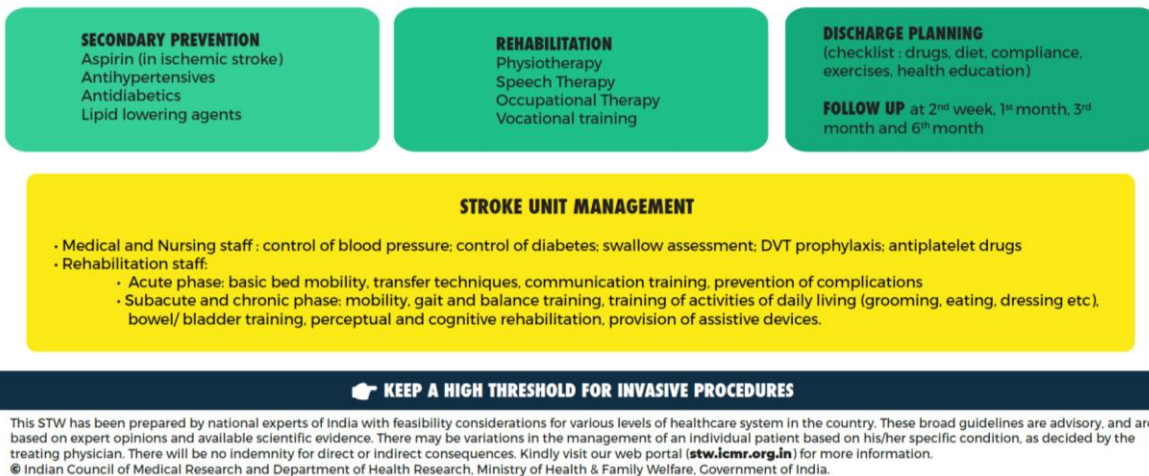 SECONDARY PREVENTION
Aspirin (in ischemic stroke)
Antihypertensives
Antidiabetics
Lipid lowering agents
REHABILITATION
Physiotherapy
Speech Therapy
Occupational Therapy
Vocational training
DISCHARGE PLANNING
(checklist : drugs, diet, compliance,
exercises, health education)
FOLLOW UP at 2nd week, 1st month, 3rd
month and 6th month
STROKE UNIT MANAGEMENT
• Medical and Nursing staff : control of blood pressure; control of diabetes; swallow assessment; DVT prophylaxis; antiplatelet drugs
• Rehabilitation staff:
• Acute phase: basic bed mobility, transfer techniques, communication training, prevention of complications
• Subacute and chronic phase: mobility, gait and balance training, training of activities of daily living (grooming, eating, dressing etc),
bowel/ bladder training, perceptual and cognitive rehabilitation, provision of assistive devices.
KEEP A HIGH THRESHOLD FOR INVASIVE PROCEDURES
This STW has been prepared by national experts of India with feasibility considerations for various levels of healthcare system in the country. These broad guidelines are advisory, and are
based on expert opinions and available scientific evidence. There may be variations in the management of an individual patient based on his/her specific condition, as decided by the
treating physician. There will be no indemnity for direct or indirect consequences. Kindly visit our web portal (stw.icmr.org.in) for more information.
© Indian Council of Medical Research and Department of Health Research, Ministry of Health & Family Welfare, Government of India.